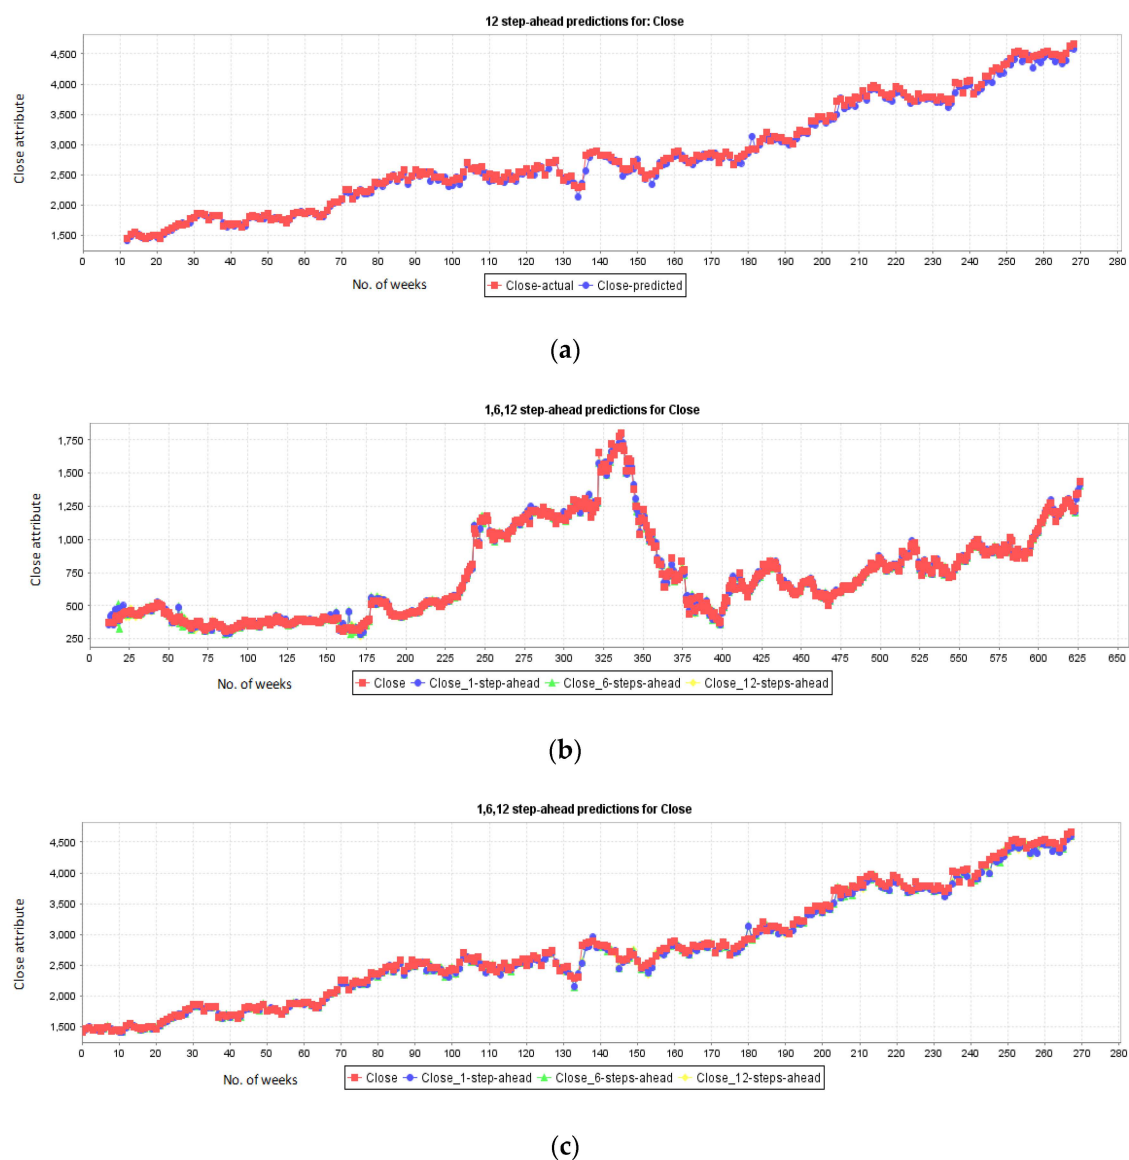 12 step-ahead predictions for: Close
4,500
4,000
3,500
3,000
2,500
2,000
1,500
Close attribute
0 10 20 30 40 50 60 70 80 90 100 110 120 130 140 150 160 170 180 190 200 210 220 230 240 250 260 270 280
No. of weeks
Close-actual Close-predicted
(a)
1,6,12 step-ahead predictions for Close
1,750
1,500
1,250
1,000
750
500
250
Close attribute
0 25 50 75 100 125 150 175 200 225 250 275 300 325 350 375 400 425 450 475 500 525 550 575 600 625 650
No. of weeks
Close Close_1-step-ahead Close_6-steps-ahead Close_12-steps-ahead
(b)
1,6,12 step-ahead predictions for Close
4,500
4,000
3,500
3,000
2,500
2,000
1,500
Close attribute
0 10 20 30 40 50 60 70 80 90 100 110 120 130 140 150 160 170 180 190 200 210 220 230 240 250 260 270 280
No. of weeks
Close Close_1-step-ahead Close_6-steps-ahead Close_12-steps-ahead
(c)